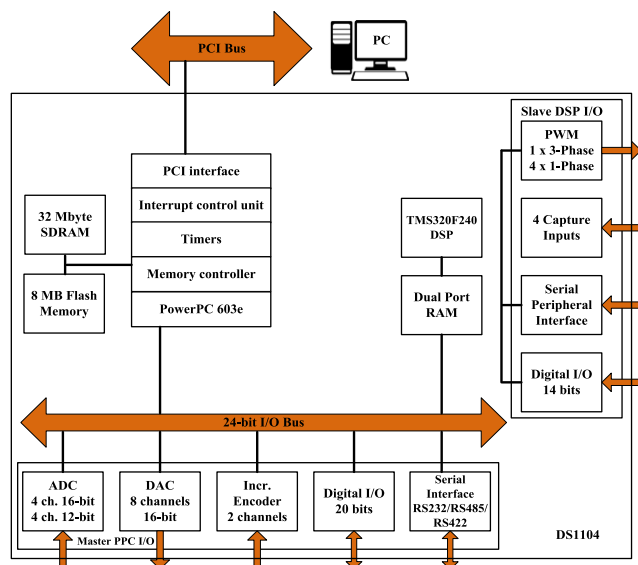 PCI Bus
PC
Slave DSP I/O
PWM
1 x 3-Phase
4 x 1-Phase
4 Capture
Inputs
Serial
Peripheral
Interface
Digital I/O
14 bits
PCI interface
Interrupt control unit
Timers
Memory controller
PowerPC 603e
32 Mbyte
SDRAM
8 MB Flash
Memory
TMS320F240
DSP
Dual Port
RAM
24-bit I/O Bus
ADC
4 ch. 16-bit
4 ch. 12-bit
DAC
8 channels
16-bit
Incr.
Encoder
2 channels
Digital I/O
20 bits
Serial
Interface
RS232/RS485/
RS422
Master PPC I/O
DS1104